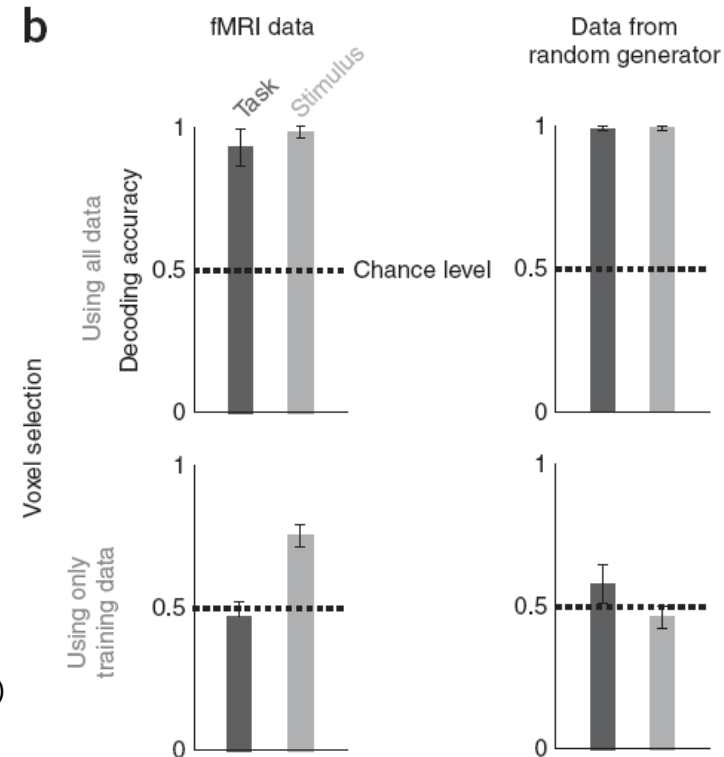 b
fMRI data
Data from
random generator
Task
Stimulus
Voxel selection
Using all data
Decoding accuracy
1
0.5
0
Chance level
1
0.5
0
Using only
training data
1
0.5
0
1
0.5
0
)